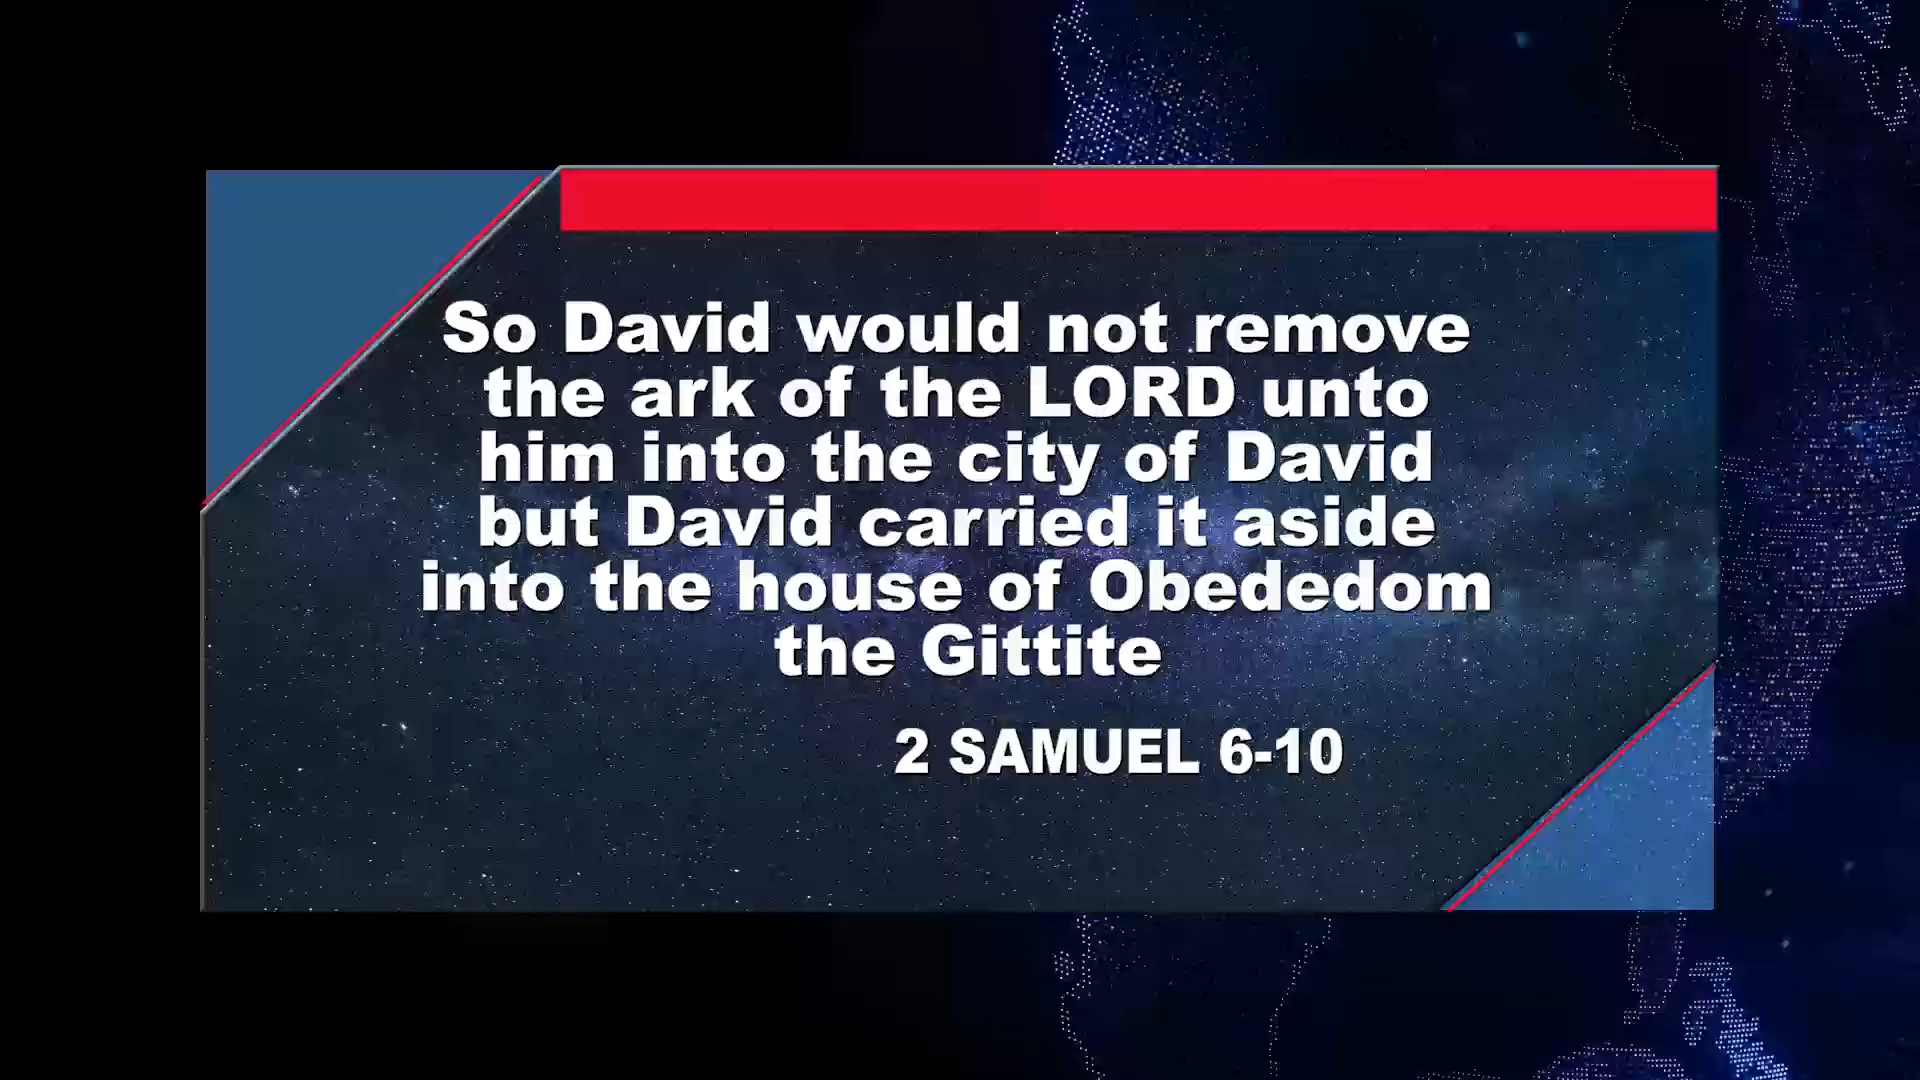 So David would not remove
the ark of the LORD unto
him into the city of David
but David carried it aside
into the house of Obededom
the Gittite
2 SAMUEL 6-10